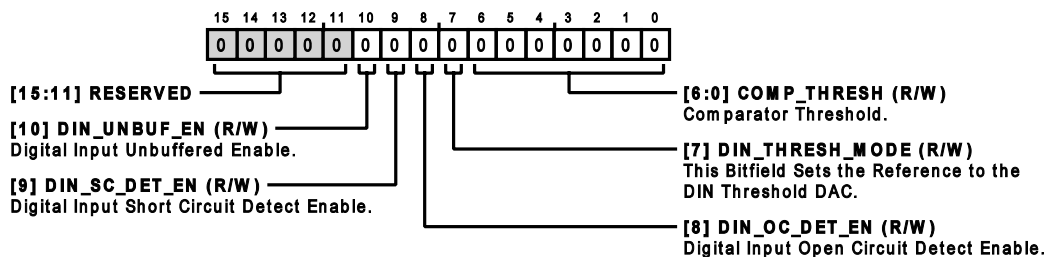 15 14 13 12 11 10 9 8 7 6 5 4 3 2 1 0
0 0 0 0 0 0 0 0 0 0 0 0 0 0 0 0
[15:11] RESERVED
[10] DIN_UNBUF_EN (R/W)
Digital Input Unbuffered Enable.
[9] DIN_SC_DET_EN (R/W)
Digital Input Short Circuit Detect Enable.
[6:0] COMP_THRESH (R/W)
Comparator Threshold.
[7] DIN_THRESH_MODE (R/W)
This Bitfield Sets the Reference to the
DIN Threshold DAC.
[8] DIN_OC_DET_EN (R/W)
Digital Input Open Circuit Detect Enable.